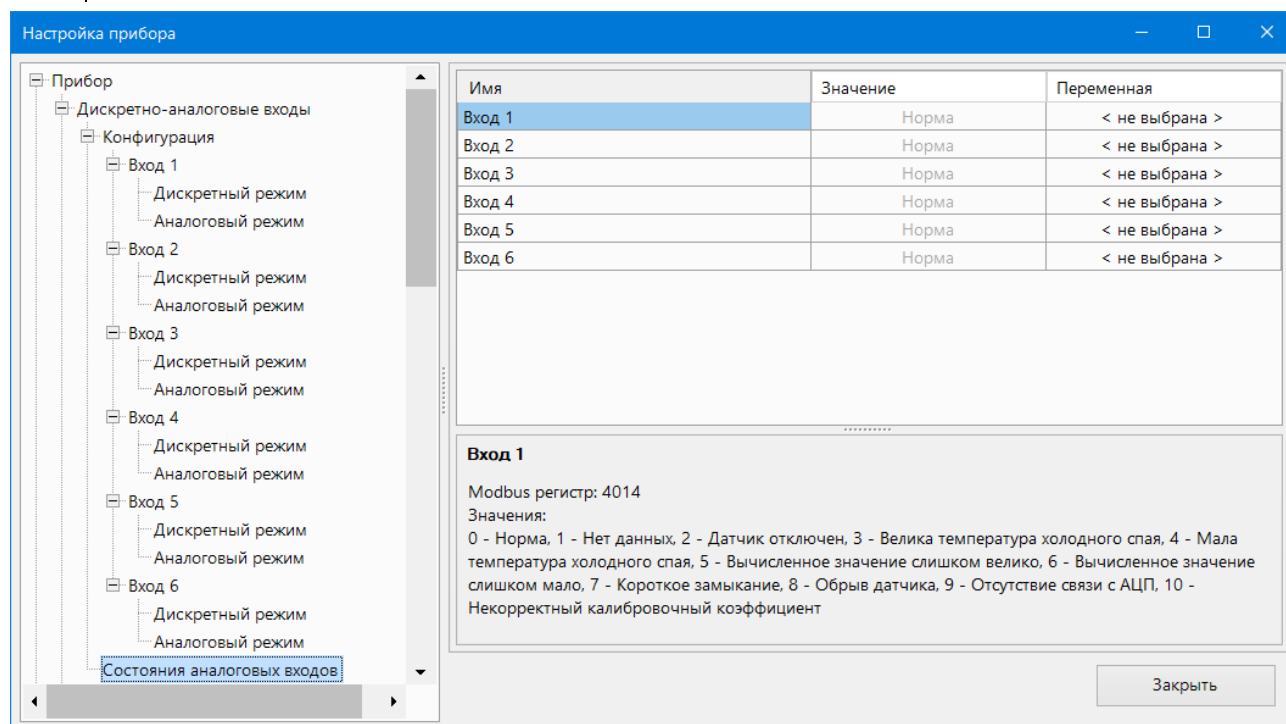 Настройка прибора
Прибор
Дискретно-аналоговые входы
Конфигурация
Вход 1
Дискретный режим
Аналоговый режим
Вход 2
Дискретный режим
Аналоговый режим
Вход 3
Дискретный режим
Аналоговый режим
Вход 4
Дискретный режим
Аналоговый режим
Вход 5
Дискретный режим
Аналоговый режим
Вход 6
Дискретный режим
Аналоговый режим
Состояния аналоговых входов
Имя Значение Переменная
Вход 1 Норма < не выбрана >
Вход 2 Норма < не выбрана >
Вход 3 Норма < не выбрана >
Вход 4 Норма < не выбрана >
Вход 5 Норма < не выбрана >
Вход 6 Норма < не выбрана >
Вход 1
Modbus регистр: 4014
Значения:
0 - Норма, 1 - Нет данных, 2 - Датчик отключен, 3 - Велика температура холодного спая, 4 - Мала
температура холодного спая, 5 - Вычисленное значение слишком велико, 6 - Вычисленное значение
слишком мало, 7 - Короткое замыкание, 8 - Обрыв датчика, 9 - Отсутствие связи с АЦП, 10 -
Некорректный калибровочный коэффициент
Закрыть